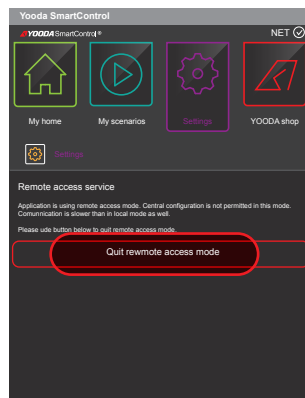 Yooda SmartControl
YOODA SmartControl ®
NET
My home
My scenarios
Settings
YOODA shop
Settings
Remote access service
Application is using remote access mode. Central configuration is not permitted in this mode.
Comunnication is slower than in local mode as well.
Please ude button below to quit remote access mode.
Quit rewmote access mode